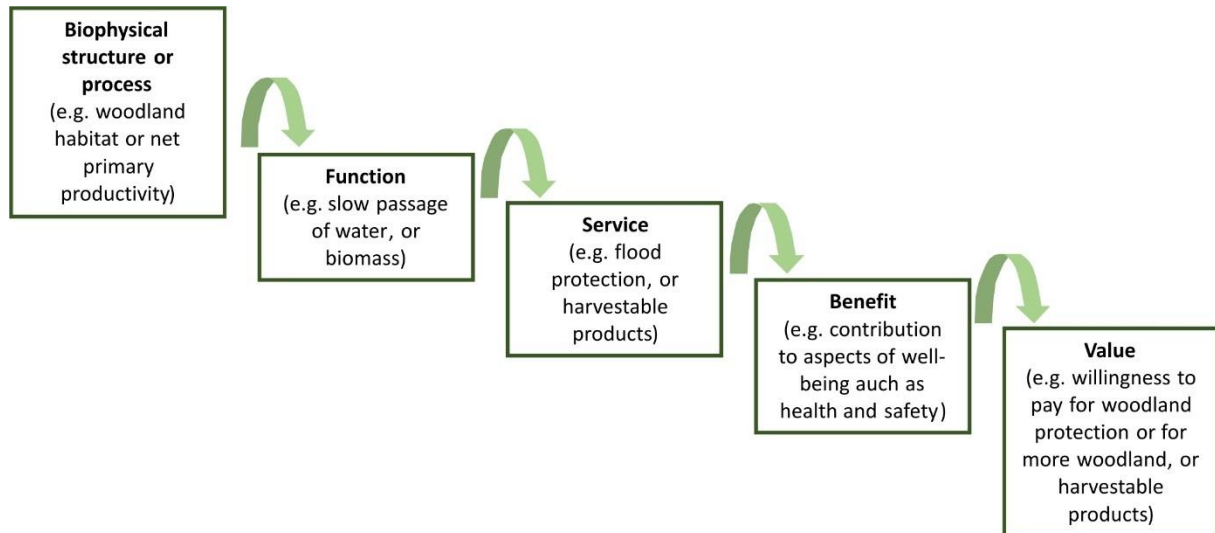 Biophysical
structure or
process
(e.g. woodland
habitat or net
primary
productivity)
Function
(e.g. slow passage
of water, or
biomass)
Service
(e.g. flood
protection, or
harvestable
products)
Benefit
(e.g. contribution
to aspects of well-
being auch as
health and safety)
Value
(e.g. willingness to
pay for woodland
protection or for
more woodland, or
harvestable
products)